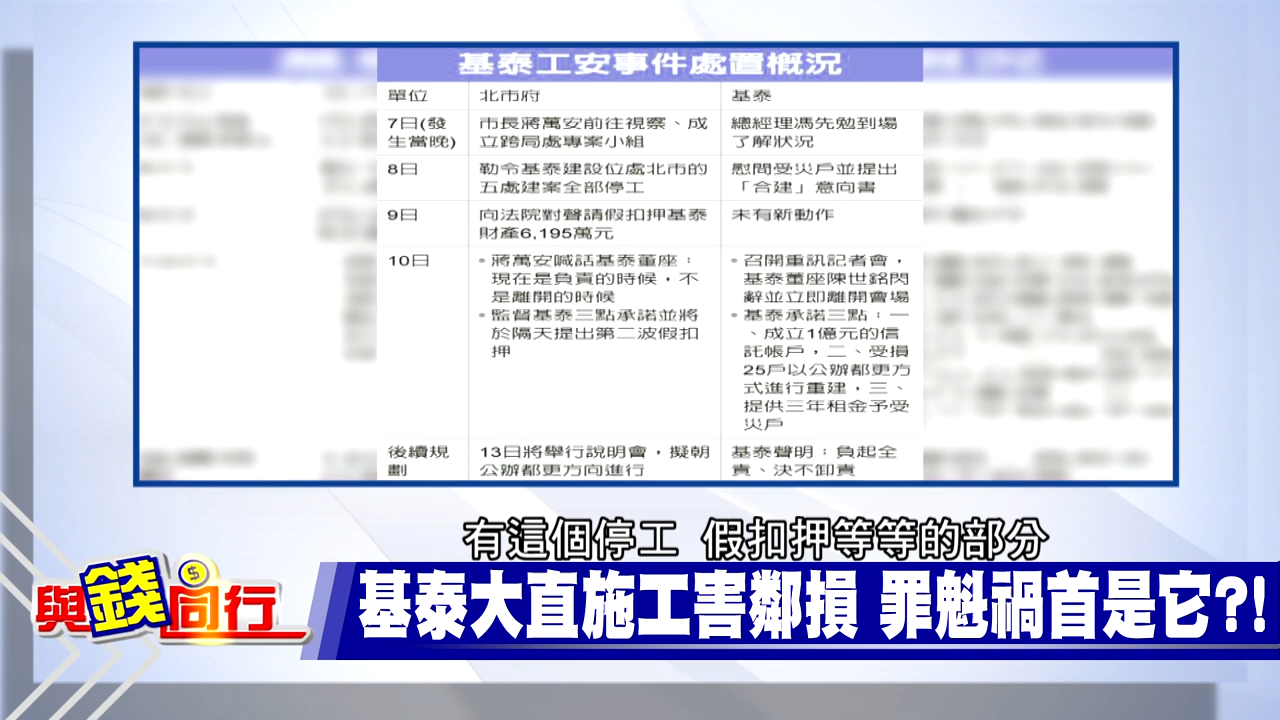 基泰工安事件處置概況
單位 北市府 基泰
7日(發生當晚)
市長蔣萬安前往視察、成
立跨局處專案小組
總經理馮先勉到場
了解狀況
8日
勒令基泰建設位處北市的
五處建案全部停工
慰問受災戶並提出
「合建」意向書
9日
向法院對聲請假扣押基泰
財產6,195萬元
未有新動作
10日
•蔣萬安喊話基泰董座：
現在是負責的時候，不
是離開的時候
•監督基泰三點承諾並將
於隔天提出第二波假扣
押
•召開重訊記者會，
基泰董座陳世銘閃
辭並立即離開會場
•基泰承諾三點：一
、成立1億元的信
託帳戶，二、受損
25戶以公辦都更方
式進行重建，三、
提供三年租金予受
災戶
後續規
劃
13日將舉行說明會，擬朝
公辦都更方向進行
基泰聲明：負起全
責、決不卸責
有這個停工 假扣押等等的部分
與錢同行
基泰大直施工害鄰損 罪魁禍首是它?!